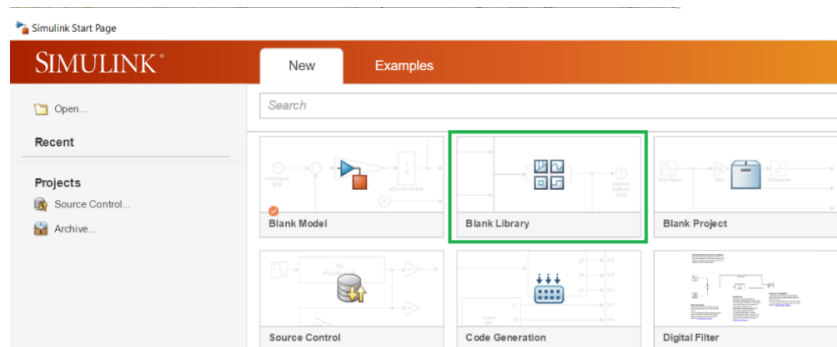 Simulink Start Page
SIMULINK®
New
Examples
Open...
Search
Recent
Projects
Source Control...
Archive...
Blank Model
Blank Library
Blank Project
Source Control
Code Generation
Digital Filter